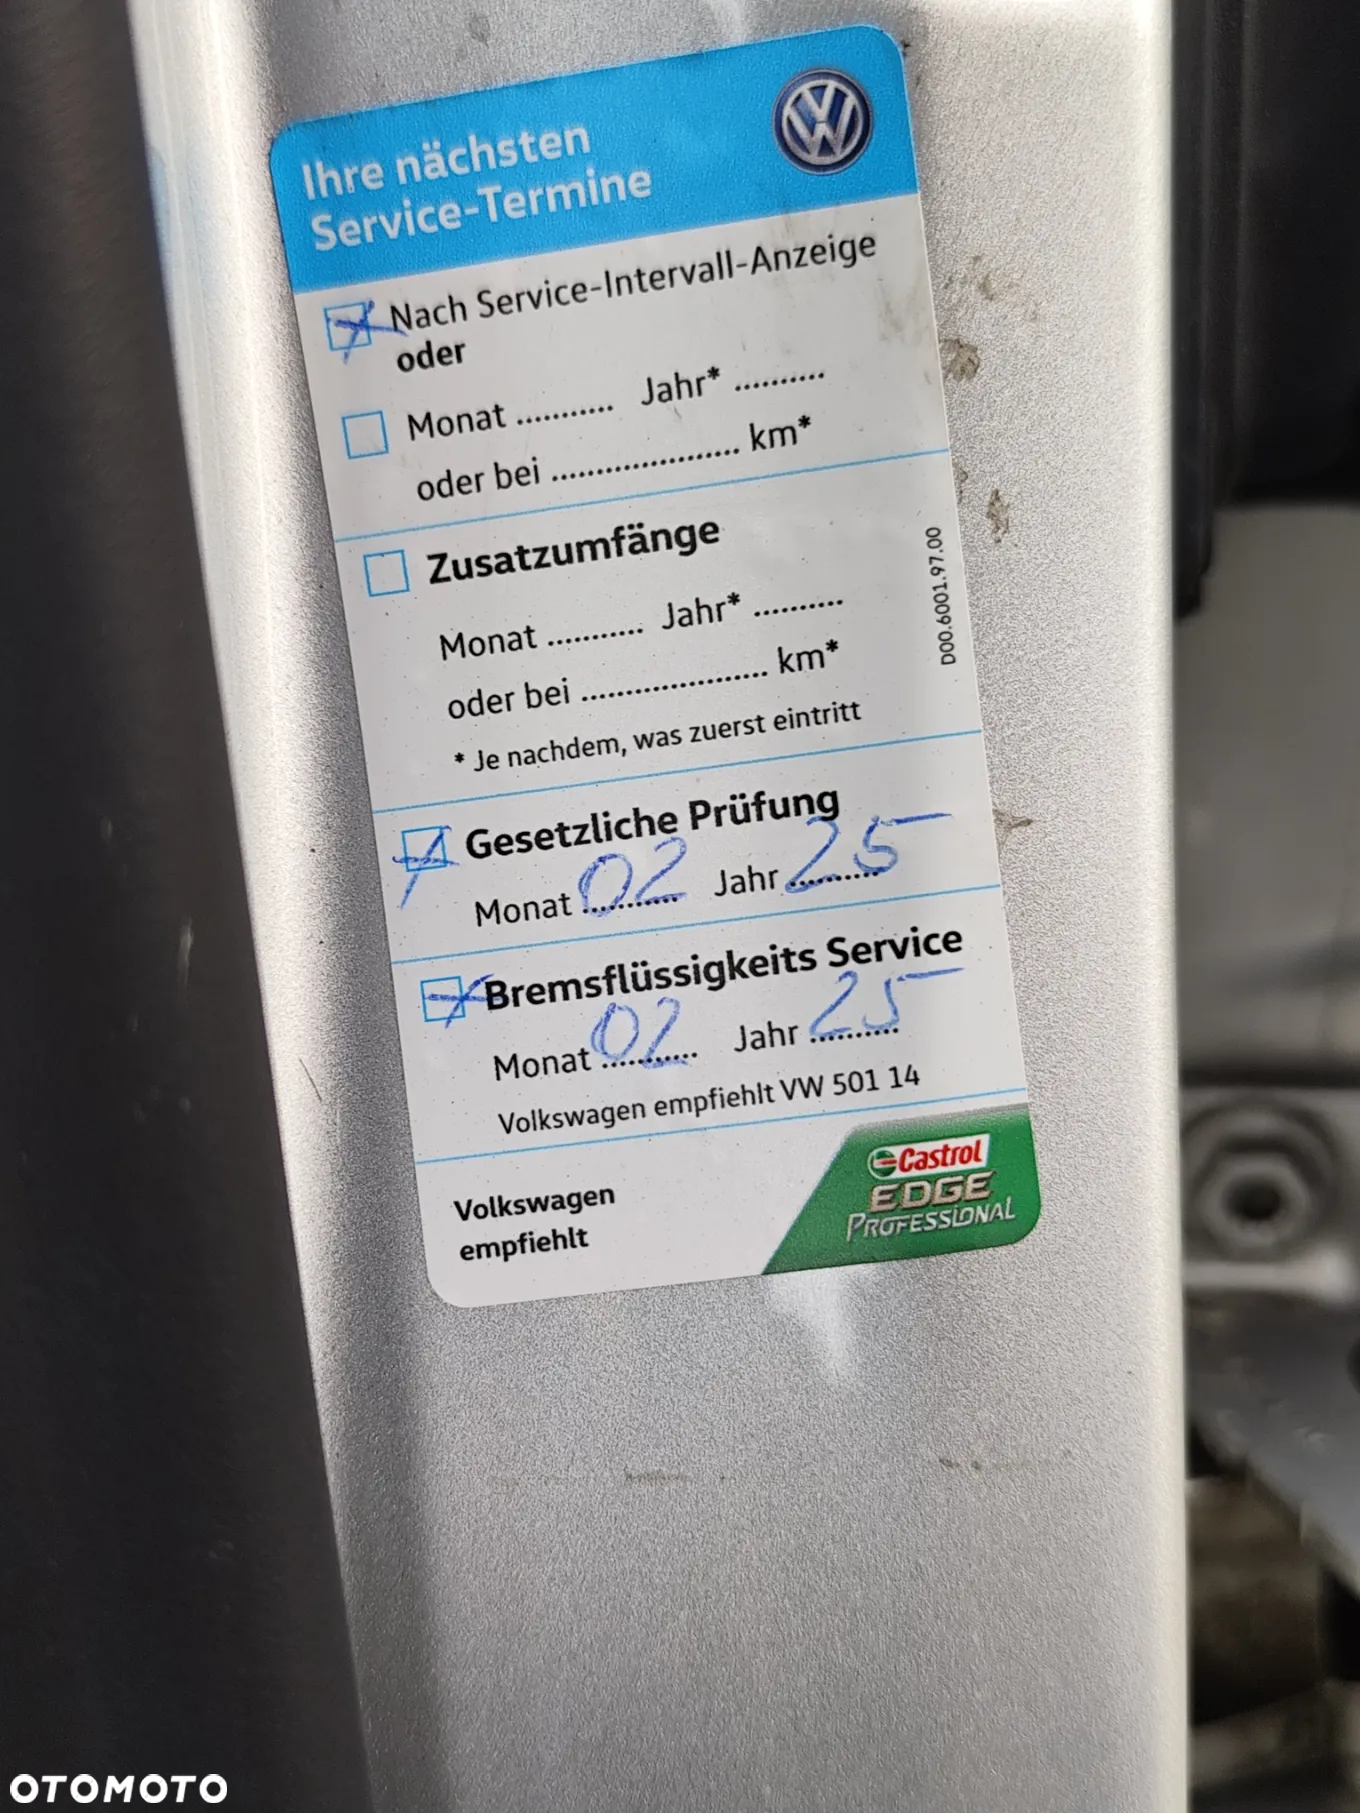 Ihre nächsten
Service-Termine
Nach Service-Intervall-Anzeige
oder
Monat ........... Jahr* ..........
oder bei ..................... km*
Zusatzumfänge
Monat ........... Jahr* ..........
oder bei ..................... km*
* Je nachdem, was zuerst eintritt
D00.6001.97.00
Gesetzliche Prüfung
Monat 02 Jahr 25
Bremsflüssigkeits Service
Monat 02 Jahr 25
Volkswagen empfiehlt VW 501 14
Volkswagen
empfiehlt
Castrol
EDGE
PROFESSIONAL
OTOMOTO